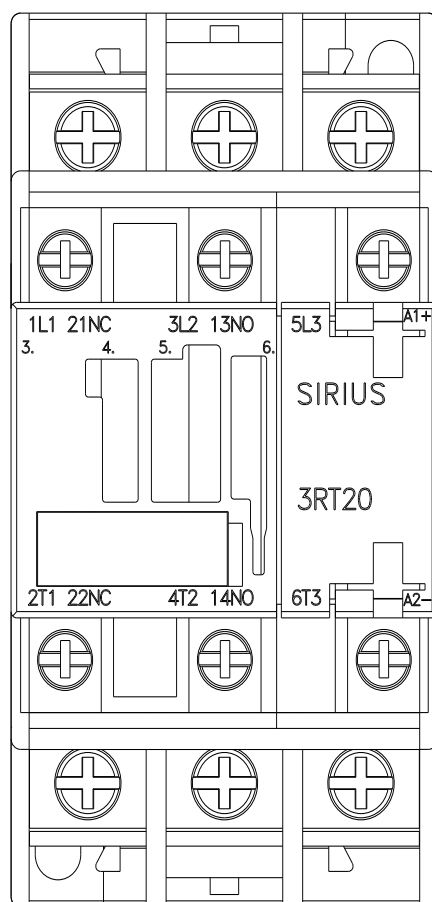 1L1 21NC 3L2 13NO 5L3 A1+
3. 4. 5. 6.
SIRIUS
3RT20
2T1 22NC 4T2 14NO 6T3 A2-